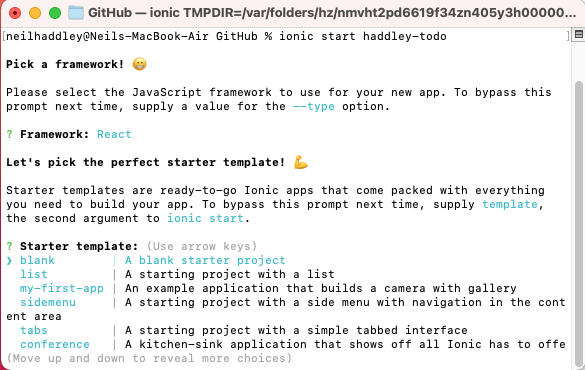 GitHub — ionic TMPDIR=/var/folders/hz/nmvht2pd6619f34zn405y3h00000...
[neilhaddley@Neils-MacBook-Air GitHub % ionic start haddley-todo ]
Pick a framework! 😁
Please select the JavaScript framework to use for your new app. To bypass this
prompt next time, supply a value for the --type option.
? Framework: React
Let's pick the perfect starter template! 💪
Starter templates are ready-to-go Ionic apps that come packed with everything
you need to build your app. To bypass this prompt next time, supply template,
the second argument to ionic start.
? Starter template: (Use arrow keys)
❯ blank | A blank starter project
list | A starting project with a list
my-first-app | An example application that builds a camera with gallery
sidemenu | A starting project with a side menu with navigation in the cont
ent area
tabs | A starting project with a simple tabbed interface
conference | A kitchen-sink application that shows off all Ionic has to offe
(Move up and down to reveal more choices)